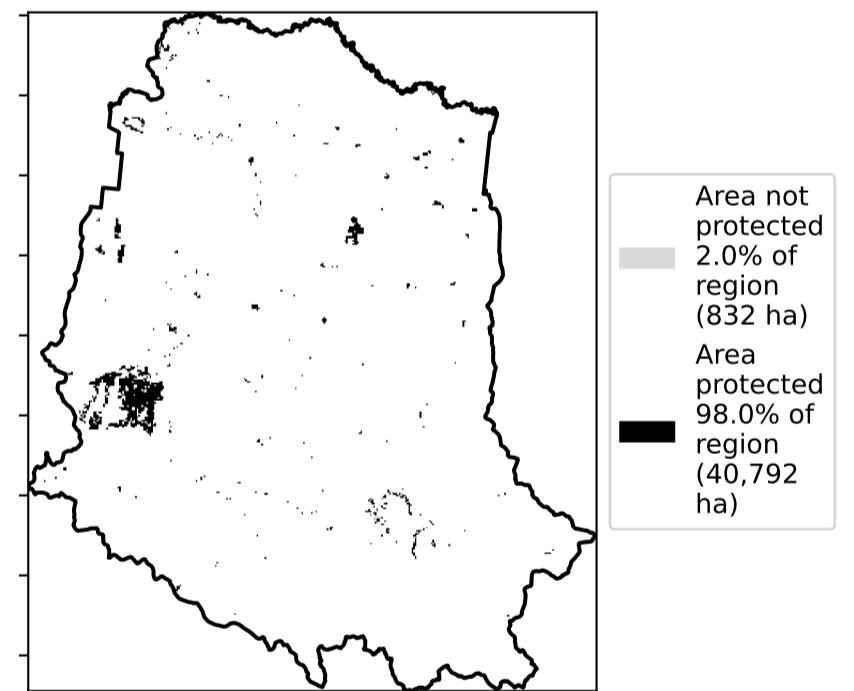 Area not
protected
2.0% of
region
(832 ha)
Area
protected
98.0% of
region
(40,792
ha)